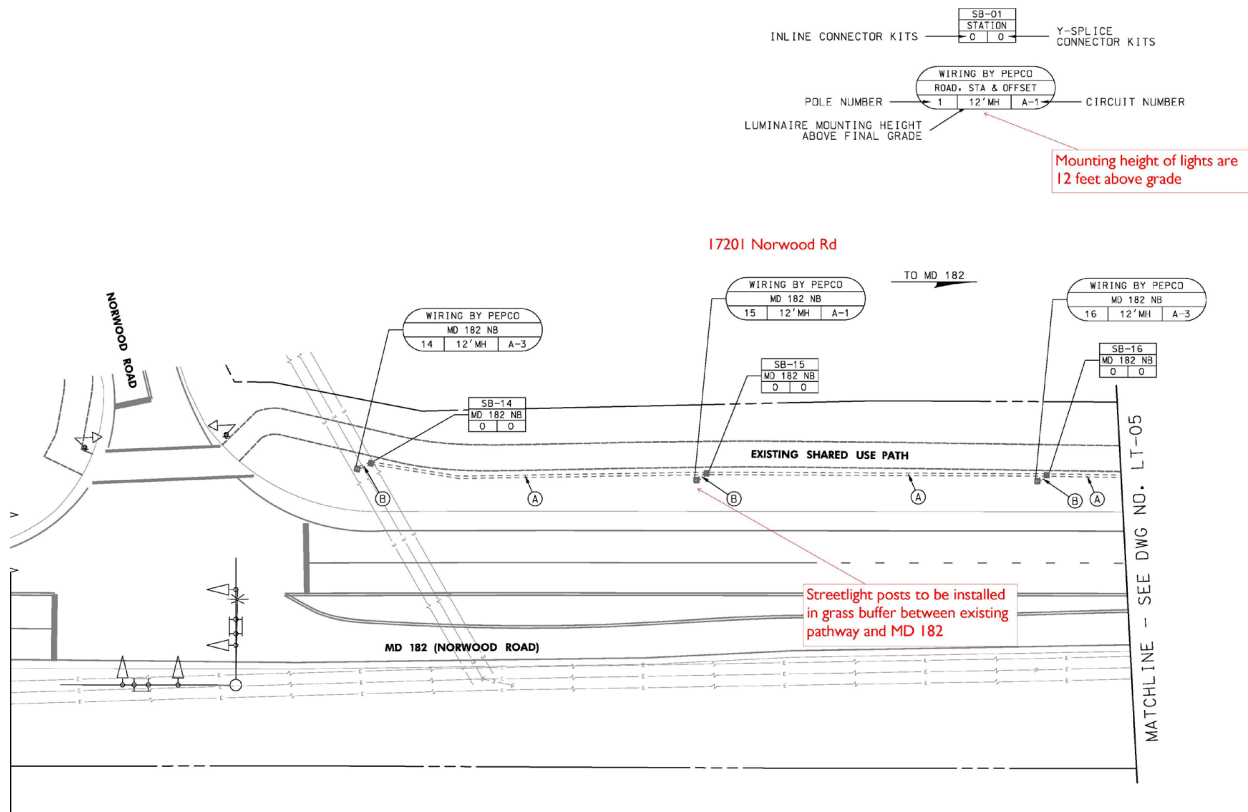 SB-01
STATION
0 0
INLINE CONNECTOR KITS
Y-SPLICE
CONNECTOR KITS
WIRING BY PEPCO
ROAD, STA & OFFSET
1 12'MH A-1
POLE NUMBER
CIRCUIT NUMBER
LUMINAIRE MOUNTING HEIGHT
ABOVE FINAL GRADE
Mounting height of lights are
12 feet above grade
17201 Norwood Rd
TO MD 182
NORWOOD ROAD
WIRING BY PEPCO
MD 182 NB
14 12'MH A-3
WIRING BY PEPCO
MD 182 NB
15 12'MH A-1
WIRING BY PEPCO
MD 182 NB
16 12'MH A-3
SB-14
MD 182 NB
0 0
SB-15
MD 182 NB
0 0
SB-16
MD 182 NB
0 0
EXISTING SHARED USE PATH
B
A
B
A
B
A
Streetlight posts to be installed
in grass buffer between existing
pathway and MD 182
MD 182 (NORWOOD ROAD)
E E E E E E E E
E E E E E E E E
E E E E E E E E
MATCHLINE - SEE DWG NO. LT-05